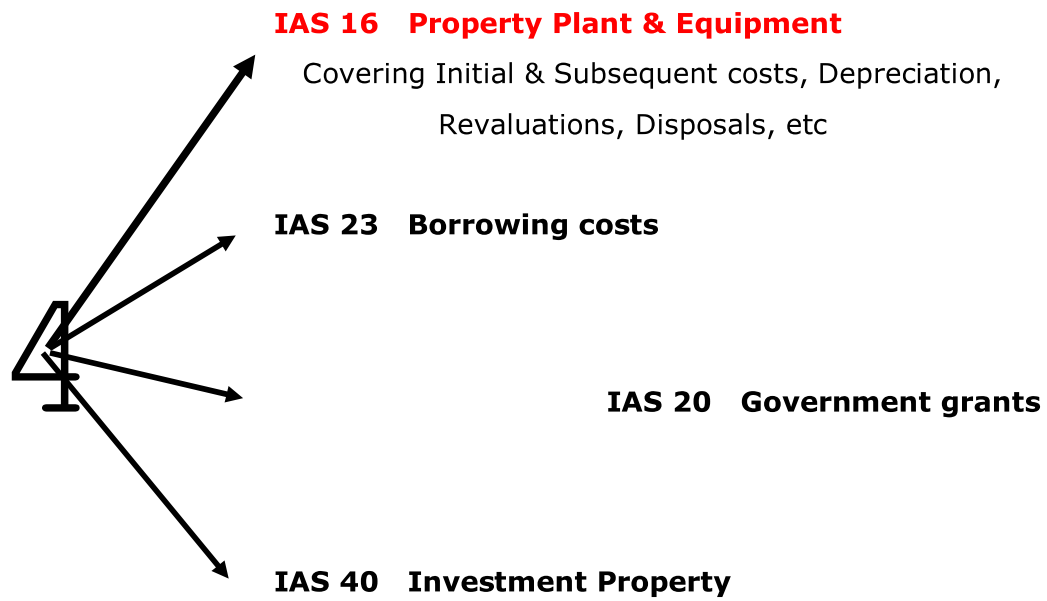 IAS 16 Property Plant & Equipment
Covering Initial & Subsequent costs, Depreciation,
Revaluations, Disposals, etc
IAS 23 Borrowing costs
4
IAS 20 Government grants
IAS 40 Investment Property